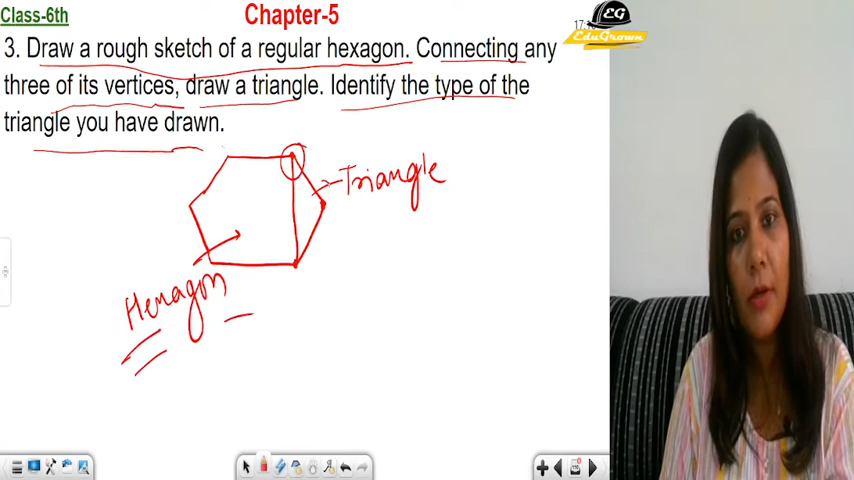 Class-6th
Chapter-5
17:
EG
EduGrown
3. Draw a rough sketch of a regular hexagon. Connecting any
three of its vertices, draw a triangle. Identify the type of the
triangle you have drawn.
Triangle
Hexagon